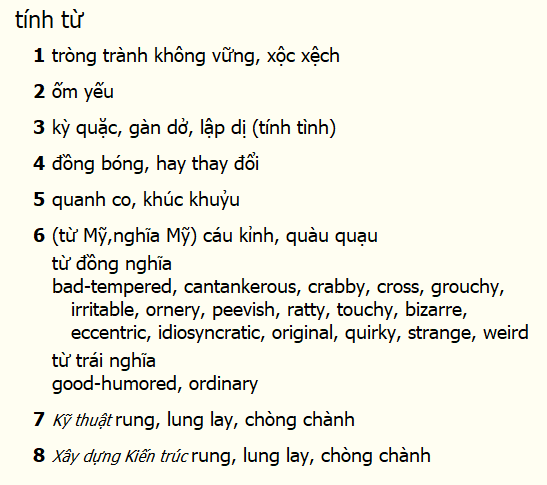 tính từ
1 tròng trành không vững, xộc xệch
2 ốm yếu
3 kỳ quặc, gàn dở, lập dị (tính tình)
4 đồng bóng, hay thay đổi
5 quanh co, khúc khuỷu
6 (từ Mỹ,nghĩa Mỹ) cáu kỉnh, quàu quạu
từ đồng nghĩa
bad-tempered, cantankerous, crabby, cross, grouchy,
irritable, ornery, peevish, ratty, touchy, bizarre,
eccentric, idiosyncratic, original, quirky, strange, weird
từ trái nghĩa
good-humored, ordinary
7 Kỹ thuật rung, lung lay, chòng chành
8 Xây dựng Kiến trúc rung, lung lay, chòng chành